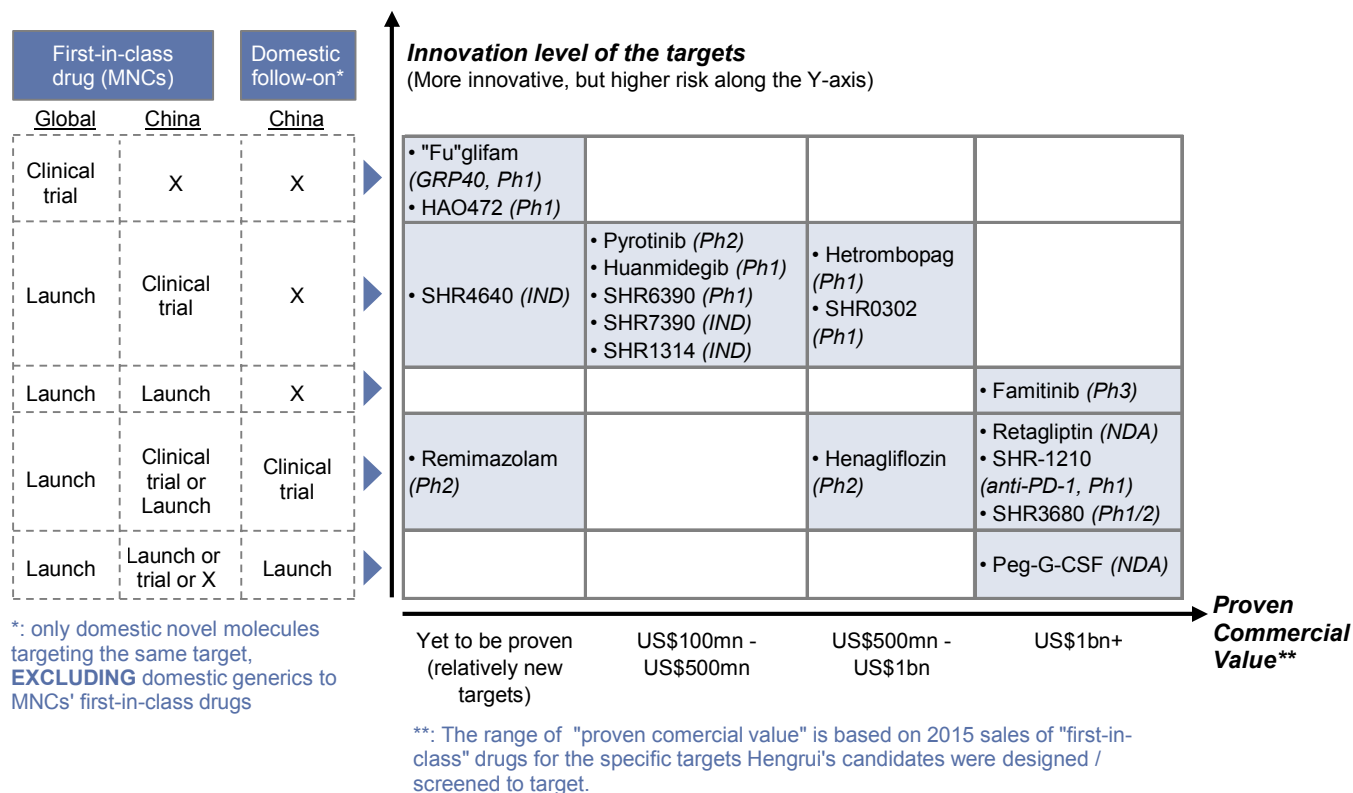 First-in-class
drug (MNCs)
Domestic
follow-on*
Innovation level of the targets
(More innovative, but higher risk along the Y-axis)
Global
China
China
Clinical
trial
X
X
• "Fu"glifam
(GRP40, Ph1)
• HAO472 (Ph1)
Launch
Clinical
trial
X
• SHR4640 (IND)
• Pyrotinib (Ph2)
• Huanmidegib (Ph1)
• SHR6390 (Ph1)
• SHR7390 (IND)
• SHR1314 (IND)
• Hetrombopag
(Ph1)
• SHR0302
(Ph1)
Launch
Launch
X
• Famitinib (Ph3)
Launch
Clinical
trial or
Launch
Clinical
trial
• Remimazolam
(Ph2)
• Henagliflozin
(Ph2)
• Retagliptin (NDA)
• SHR-1210
(anti-PD-1, Ph1)
• SHR3680 (Ph1/2)
Launch
Launch or
trial or X
Launch
• Peg-G-CSF (NDA)
Yet to be proven
(relatively new
targets)
US$100mn -
US$500mn
US$500mn -
US$1bn
US$1bn+
Proven
Commercial
Value**
*: only domestic novel molecules
targeting the same target,
EXCLUDING domestic generics to
MNCs' first-in-class drugs
**: The range of "proven comercial value" is based on 2015 sales of "first-in-
class" drugs for the specific targets Hengrui's candidates were designed /
screened to target.